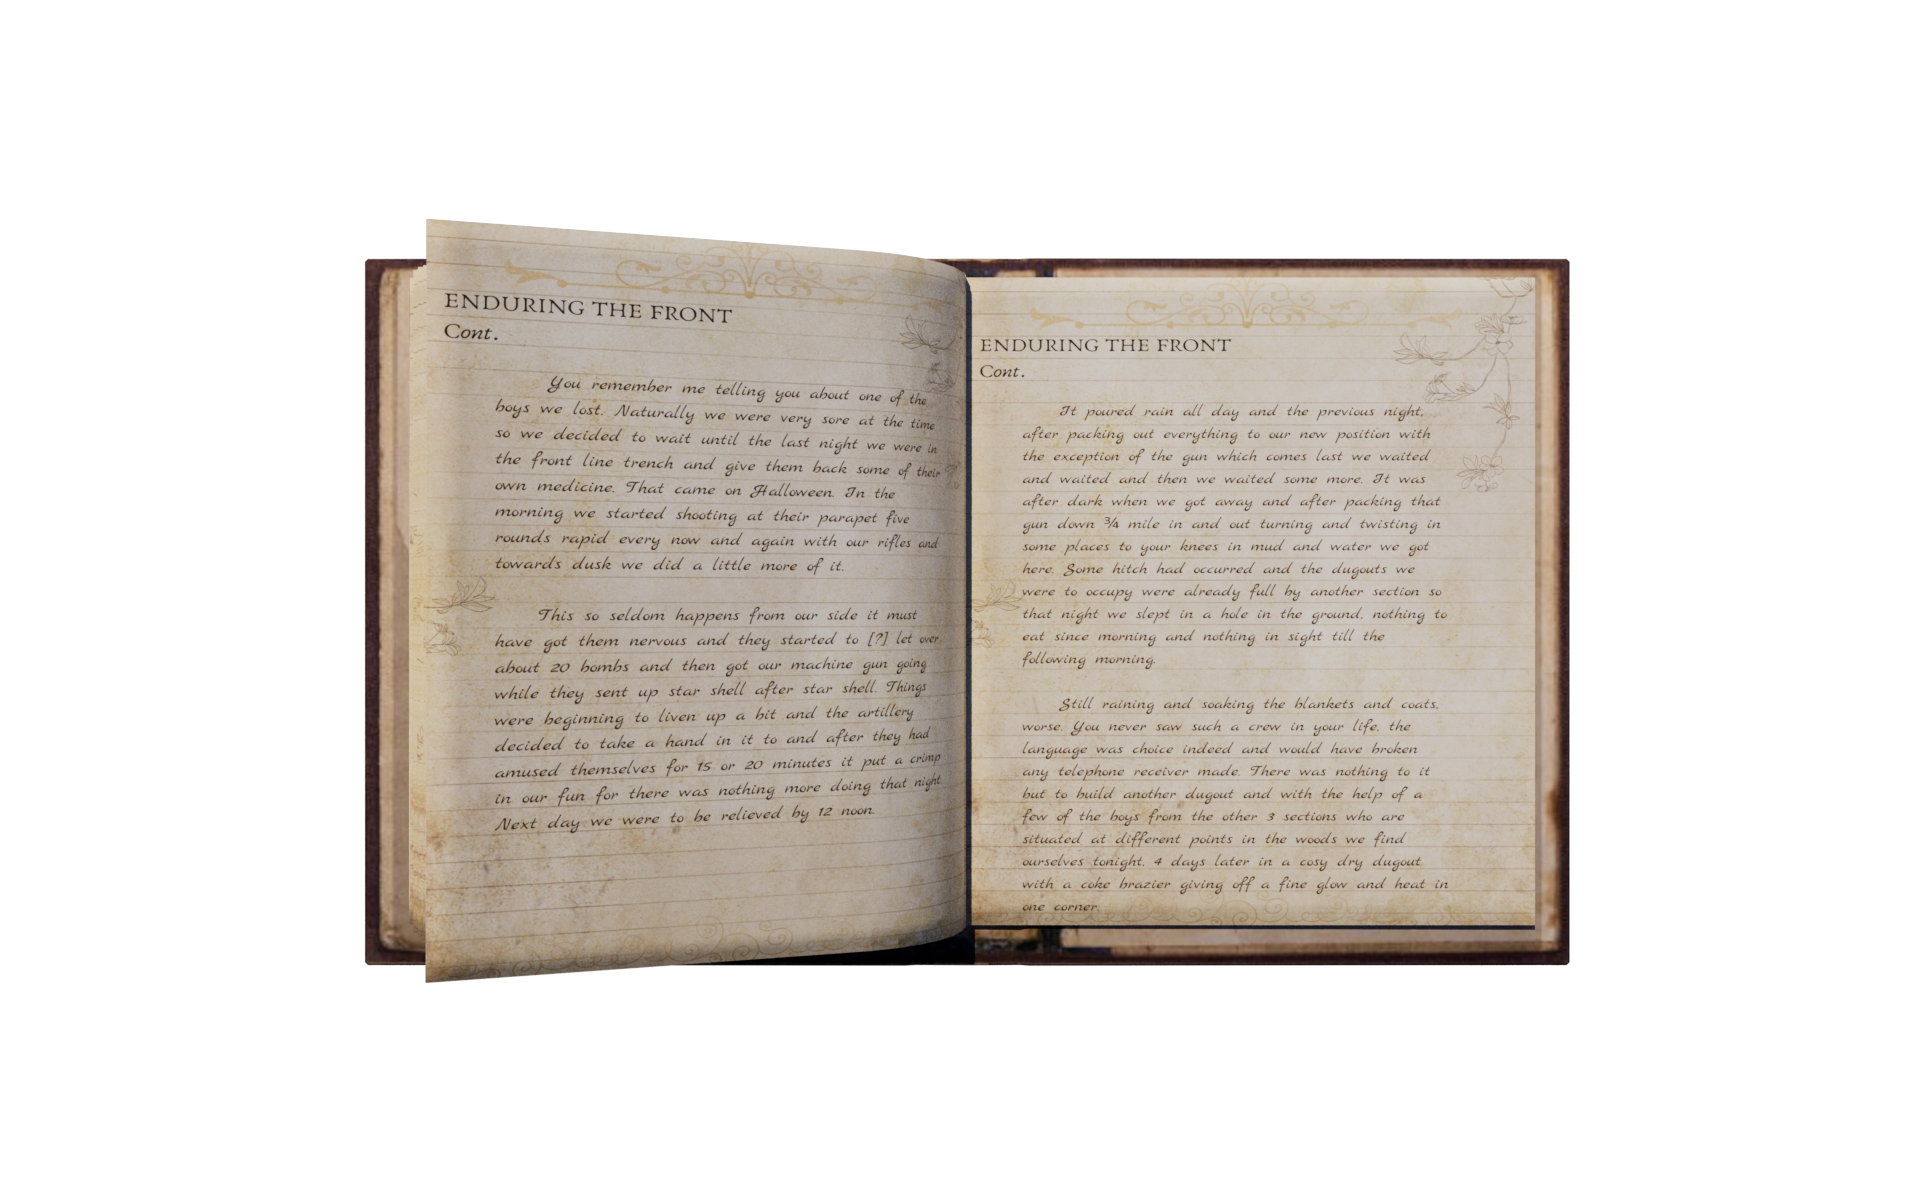 ENDURING THE FRONT
Cont.
You remember me telling you about one of the
boys we lost. Naturally we were very sore at the time
so we decided to wait until the last night we were in
the front line trench and give them back some of their
own medicine. That came on Halloween. In the
morning we started shooting at their parapet five
rounds rapid every now and again with our rifles and
towards dusk we did a little more of it.
This so seldom happens from our side it must
have got them nervous and they started to [?] let over
about 20 bombs and then got our machine gun going
while they sent up star shell after star shell. Things
were beginning to liven up a bit and the artillery
decided to take a hand in it to and after they had
amused themselves for 15 or 20 minutes it put a crimp
in our fun for there was nothing more doing that night
Next day we were to be relieved by 12 noon.
ENDURING THE FRONT
Cont.
It poured rain all day and the previous night,
after packing out everything to our new position with
the exception of the gun which comes last we waited
and waited and then we waited some more. It was
after dark when we got away and after packing that
gun down ¾ mile in and out turning and twisting in
some places to your knees in mud and water we got
here. Some hitch had occurred and the dugouts we
were to occupy were already full by another section so
that night we slept in a hole in the ground, nothing to
eat since morning and nothing in sight till the
following morning.
Still raining and soaking the blankets and coats,
worse. You never saw such a crew in your life, the
language was choice indeed and would have broken
any telephone receiver made. There was nothing to it
but to build another dugout and with the help of a
few of the boys from the other 3 sections who are
situated at different points in the woods we find
ourselves tonight, 4 days later in a cosy dry dugout
with a coke brazier giving off a fine glow and heat in
one corner.